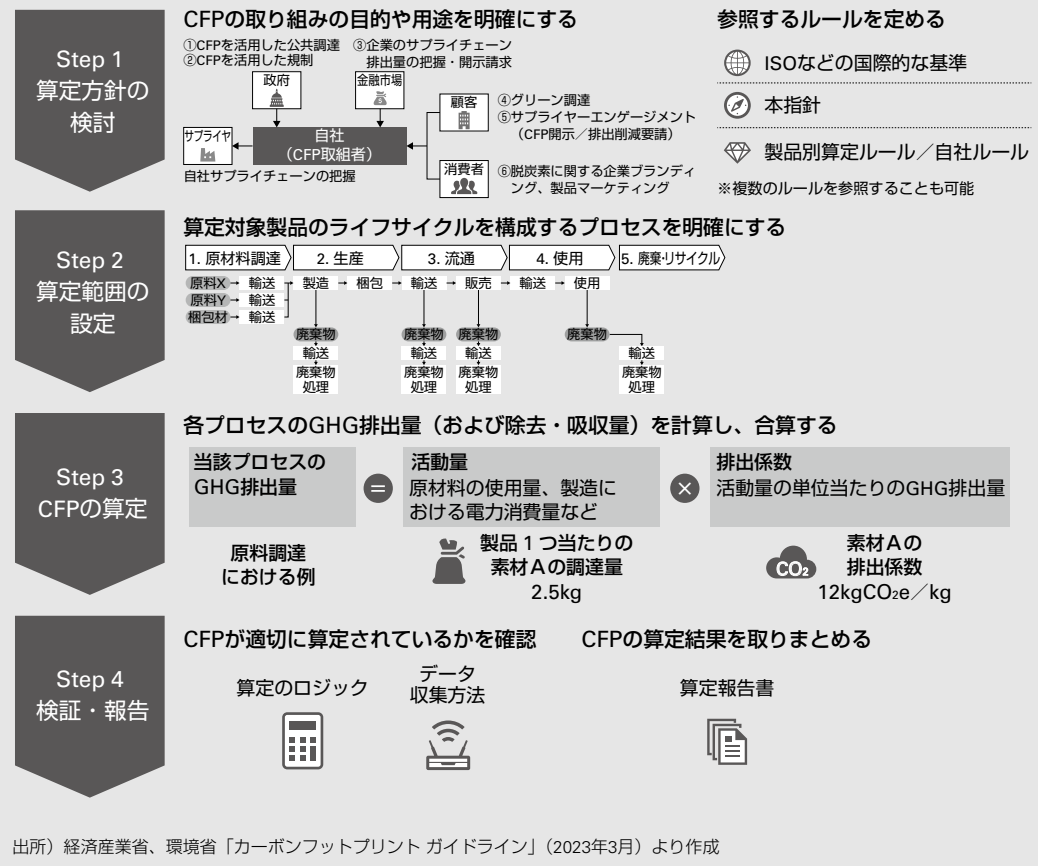 Step 1
算定方針の
検討
CFPの取り組みの目的や用途を明確にする
①CFPを活用した公共調達
②CFPを活用した規制
③企業のサプライチェーン
排出量の把握・開示請求
政府
金融市場
サプライヤ
自社
（CFP取組者）
自社サプライチェーンの把握
顧客
④グリーン調達
⑤サプライヤーエンゲージメント
（CFP開示／排出削減要請）
消費者
⑥脱炭素に関する企業ブランディ
ング、製品マーケティング
参照するルールを定める
ISOなどの国際的な基準
本指針
製品別算定ルール／自社ルール
※複数のルールを参照することも可能
Step 2
算定範囲の
設定
算定対象製品のライフサイクルを構成するプロセスを明確にする
1. 原材料調達 2. 生産 3. 流通 4. 使用 5. 廃棄・リサイクル
原料X 輸送 製造 梱包 輸送 販売 輸送 使用
原料Y 輸送
梱包材 輸送
廃棄物 廃棄物 廃棄物 廃棄物
輸送 輸送 輸送 輸送
廃棄物 廃棄物 廃棄物 廃棄物
処理 処理 処理 処理
Step 3
CFPの算定
各プロセスのGHG排出量（および除去・吸収量）を計算し、合算する
当該プロセスの
GHG排出量
=
活動量
原材料の使用量、製造に
おける電力消費量など
×
排出係数
活動量の単位当たりのGHG排出量
原料調達
における例
製品１つ当たりの
素材Aの調達量
2.5kg
CO₂
素材Aの
排出係数
12kgCO₂e／kg
Step 4
検証・報告
CFPが適切に算定されているかを確認
算定のロジック
データ
収集方法
CFPの算定結果を取りまとめる
算定報告書
出所）経済産業省、環境省「カーボンフットプリント ガイドライン」（2023年3月）より作成